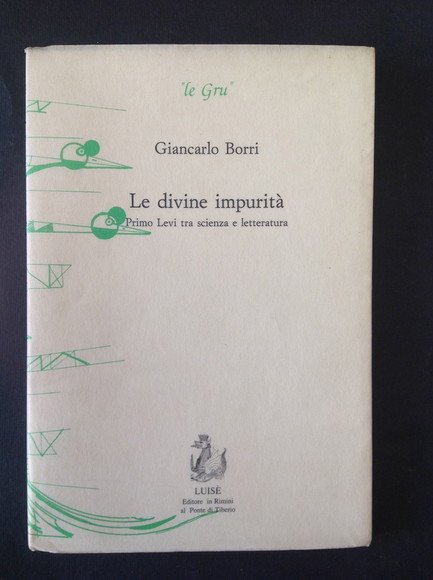 "le Gru"
Giancarlo Borri
Le divine impurità
Primo Levi tra scienza e letteratura
LUISÈ
Editore in Rimini
al Ponte di Tiberio